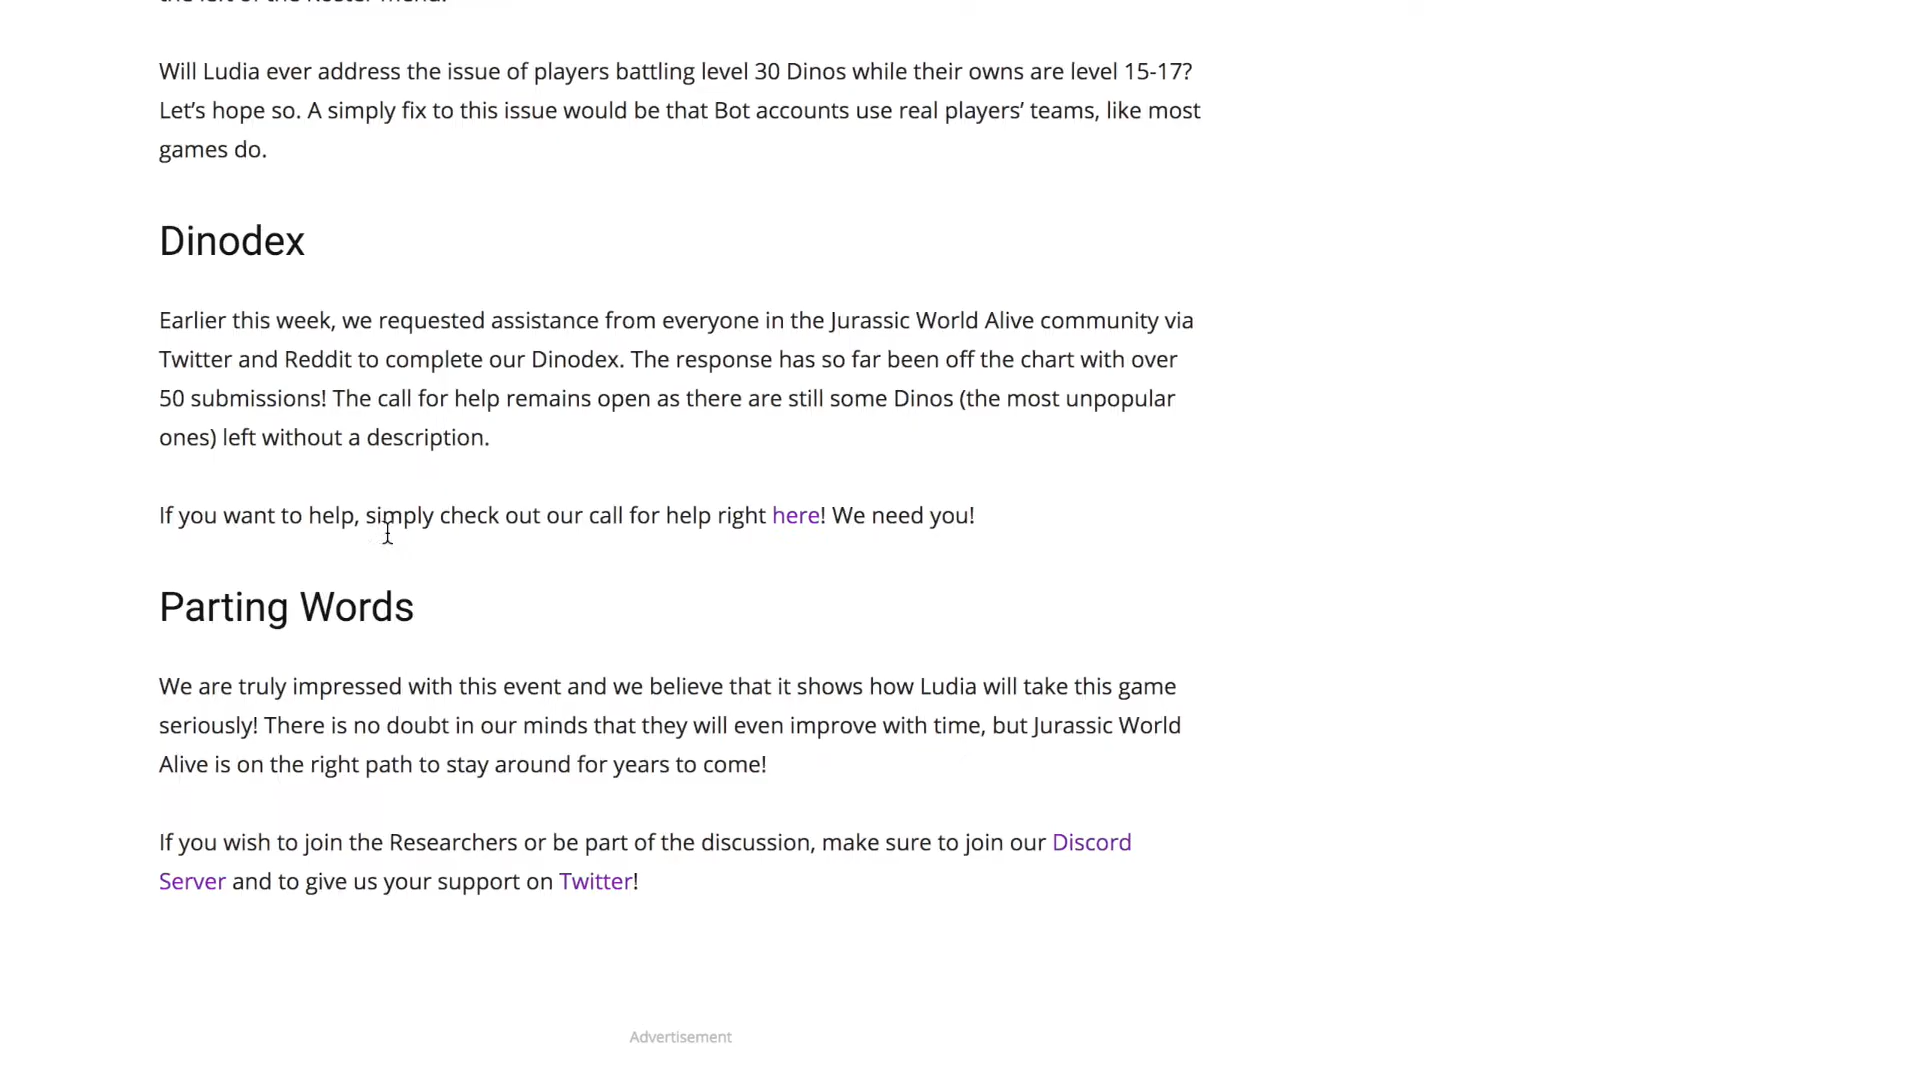 Will Ludia ever address the issue of players battling level 30 Dinos while their owns are level 15-17?
Let’s hope so. A simply fix to this issue would be that Bot accounts use real players’ teams, like most
games do.
Dinodex
Earlier this week, we requested assistance from everyone in the Jurassic World Alive community via
Twitter and Reddit to complete our Dinodex. The response has so far been off the chart with over
50 submissions! The call for help remains open as there are still some Dinos (the most unpopular
ones) left without a description.
If you want to help, simply check out our call for help right here! We need you!
Parting Words
We are truly impressed with this event and we believe that it shows how Ludia will take this game
seriously! There is no doubt in our minds that they will even improve with time, but Jurassic World
Alive is on the right path to stay around for years to come!
If you wish to join the Researchers or be part of the discussion, make sure to join our Discord
Server and to give us your support on Twitter!
Advertisement